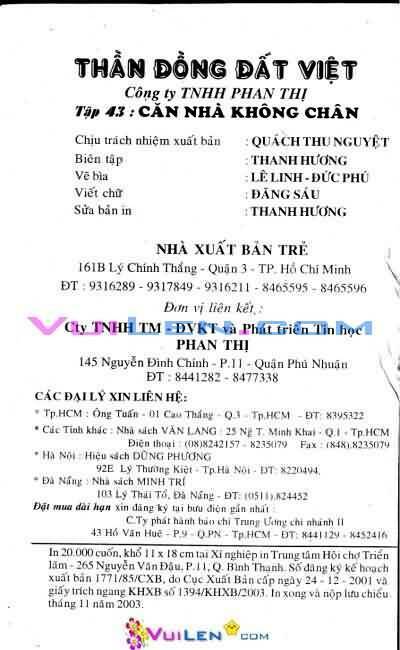 THẦN ĐỒNG ĐẤT VIỆT
Công ty TNHH PHAN THỊ
Tập 43 : CĂN NHÀ KHÔNG CHÂN
Chịu trách nhiệm xuất bản : QUÁCH THU NGUYỆT
Biên tập : THANH HƯƠNG
Vẽ bìa : LÊ LINH - ĐỨC PHÚ
Viết chữ : ĐĂNG SÁU
Sửa bản in : THANH HƯƠNG
NHÀ XUẤT BẢN TRẺ
161B Lý Chính Thắng - Quận 3 - TP. Hồ Chí Minh
ĐT : 9316289 - 9317849 - 9316211 - 8465595 - 8465596
Đơn vị liên kết :
VUILEN.COM
Cty TNHH TM - DVKT và Phát triển Tin học
PHAN THỊ
145 Nguyễn Đình Chính - P.11 - Quận Phú Nhuận
ĐT : 8441282 - 8477338
CÁC ĐẠI LÝ XIN LIÊN HỆ:
* Tp.HCM : Ông Tuấn - 01 Cao Thắng - Q.3 - Tp.HCM - ĐT: 8395322
* Các Tỉnh khác : Nhà sách VĂN LANG : 25 Ng T. Minh Khai - Q.1 - Tp.HCM
Điện thoại : (08)8242157 - 8235079 Fax : (848).8235079
* Hà Nội : Hiệu sách DŨNG PHƯƠNG
92E Lý Thường Kiệt - Tp.Hà Nội - ĐT: 8220494.
* Đà Nẵng : Nhà sách MINH TRÍ
103 Lý Thái Tổ, Đà Nẵng - ĐT: (0511).824452
Đặt mua dài hạn xin đăng ký tại bưu điện gần nhất :
C.Ty phát hành báo chí Trung Ương chi nhánh II
43 Hồ Văn Huê - P.9 - Q.PN - Tp.HCM - ĐT: 8441129 - 8452416
In 20.000 cuốn, khổ 11 x 18 cm tại Xí nghiệp in Trung tâm Hội chợ Triển
lãm - 265 Nguyễn Văn Đậu, P.11, Q. Bình Thạnh. Số đăng ký kế hoạch
xuất bản 1771/85/CXB, do Cục Xuất Bản cấp ngày 24 - 12 - 2001 và
giấy trích ngang KHXB số 1394/KHXB/2003. In xong và nộp lưu chiểu
tháng 11 năm 2003.
VUILEN.COM